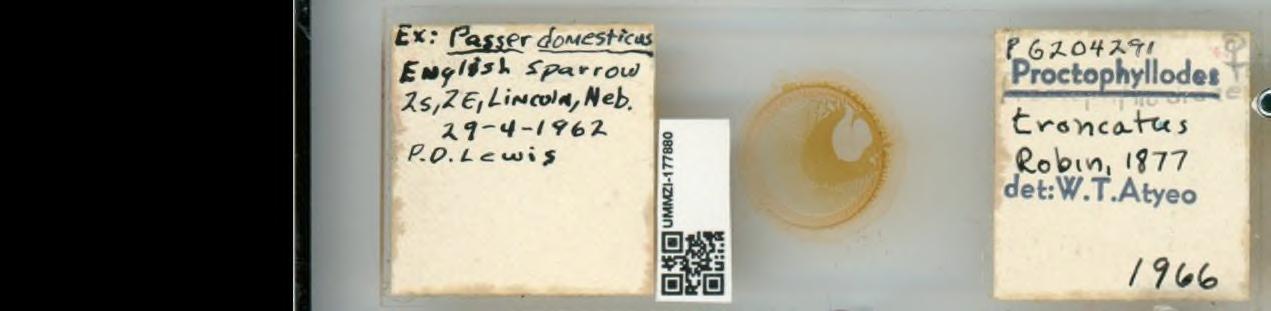 Ex: Passer domesticus
English Sparrow
2s, 2E, Lincoln, Neb.
29-4-1962
P.D. Lewis
UMMZI-177880
PG204291 ♀
Proctophyllodes
troncatus
Robin, 1877
det: W.T. Atyeo
1966